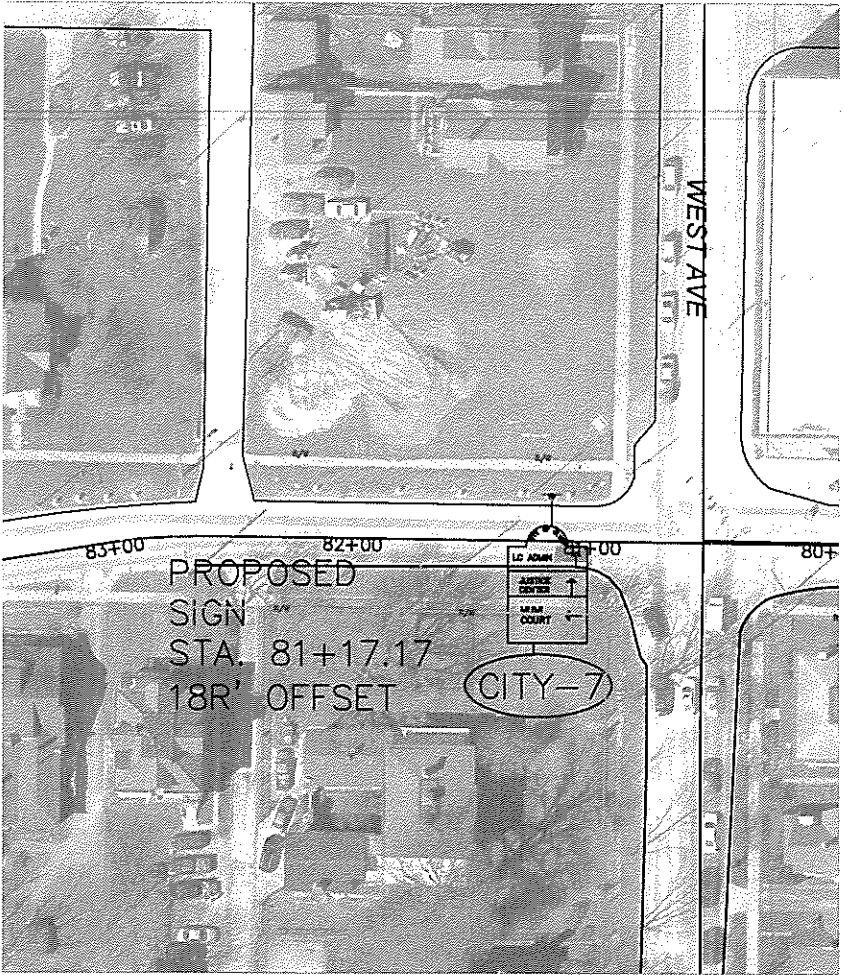 WEST AVE
S/W
S/W
83+00
82+00
81+00
80+
PROPOSED
SIGN
STA. 81+17.17
18R' OFFSET
LC ADMIN
JUSTICE
CENTER
MUNI
COURT
CITY-7